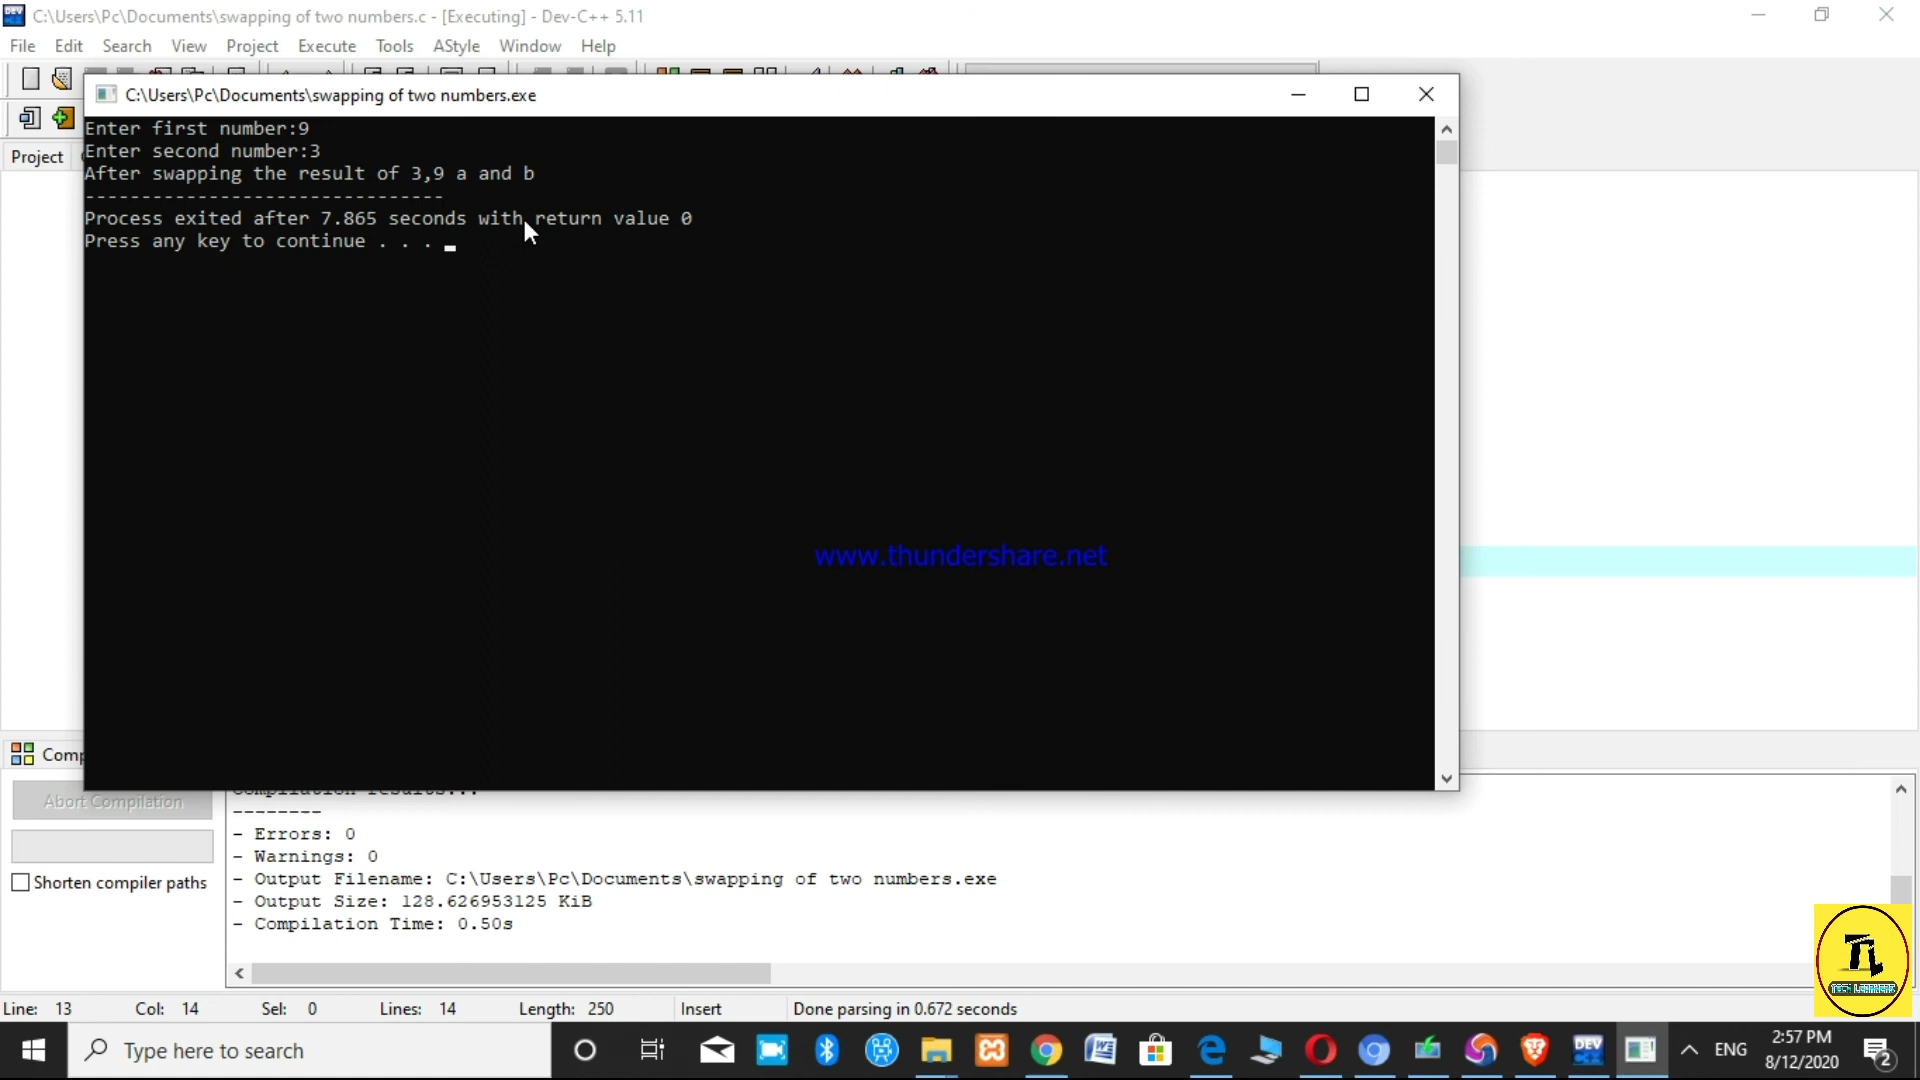 C:\Users\Pc\Documents\swapping of two numbers.c - [Executing] - Dev-C++ 5.11
File Edit Search View Project Execute Tools AStyle Window Help
C:\Users\Pc\Documents\swapping of two numbers.exe
Project
Enter first number:9
Enter second number:3
After swapping the result of 3,9 a and b
--------------------------------
Process exited after 7.865 seconds with return value 0
Press any key to continue . . .
www.thundershare.net
Abort Compilation
Shorten compiler paths
Compilation results...
--------
- Errors: 0
- Warnings: 0
- Output Filename: C:\Users\Pc\Documents\swapping of two numbers.exe
- Output Size: 128.626953125 KiB
- Compilation Time: 0.50s
TECH LEARNERS
Line: 13 Col: 14 Sel: 0 Lines: 14 Length: 250 Insert Done parsing in 0.672 seconds
Type here to search
ENG
2:57 PM
8/12/2020
2